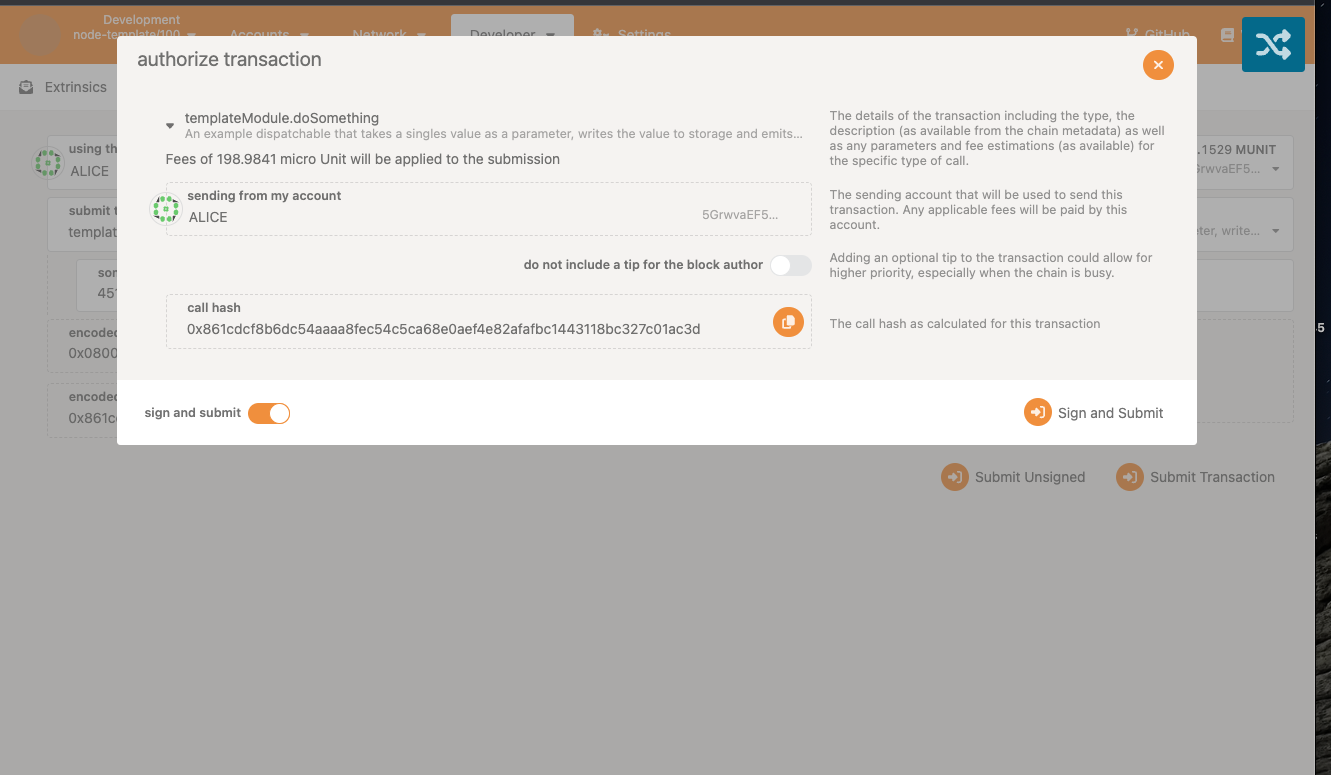 Development
node-template/100
Accounts
Network
Developer
Settings
GitHub
authorize transaction
Extrinsics
templateModule.doSomething
An example dispatchable that takes a singles value as a parameter, writes the value to storage and emits...
Fees of 198.9841 micro Unit will be applied to the submission
The details of the transaction including the type, the
description (as available from the chain metadata) as well
as any parameters and fee estimations (as available) for
the specific type of call.
using th
ALICE
.1529 MUNIT
GrwvaEF5...
sending from my account
ALICE
5GrwvaEF5...
The sending account that will be used to send this
transaction. Any applicable fees will be paid by this
account.
submit t
templat
ter, write...
do not include a tip for the block author
Adding an optional tip to the transaction could allow for
higher priority, especially when the chain is busy.
som
451
call hash
0x861cdcf8b6dc54aaaa8fec54c5ca68e0aef4e82afafbc1443118bc327c01ac3d
The call hash as calculated for this transaction
encoded
0x0800
45
encoded
0x861c
sign and submit
Sign and Submit
Submit Unsigned
Submit Transaction